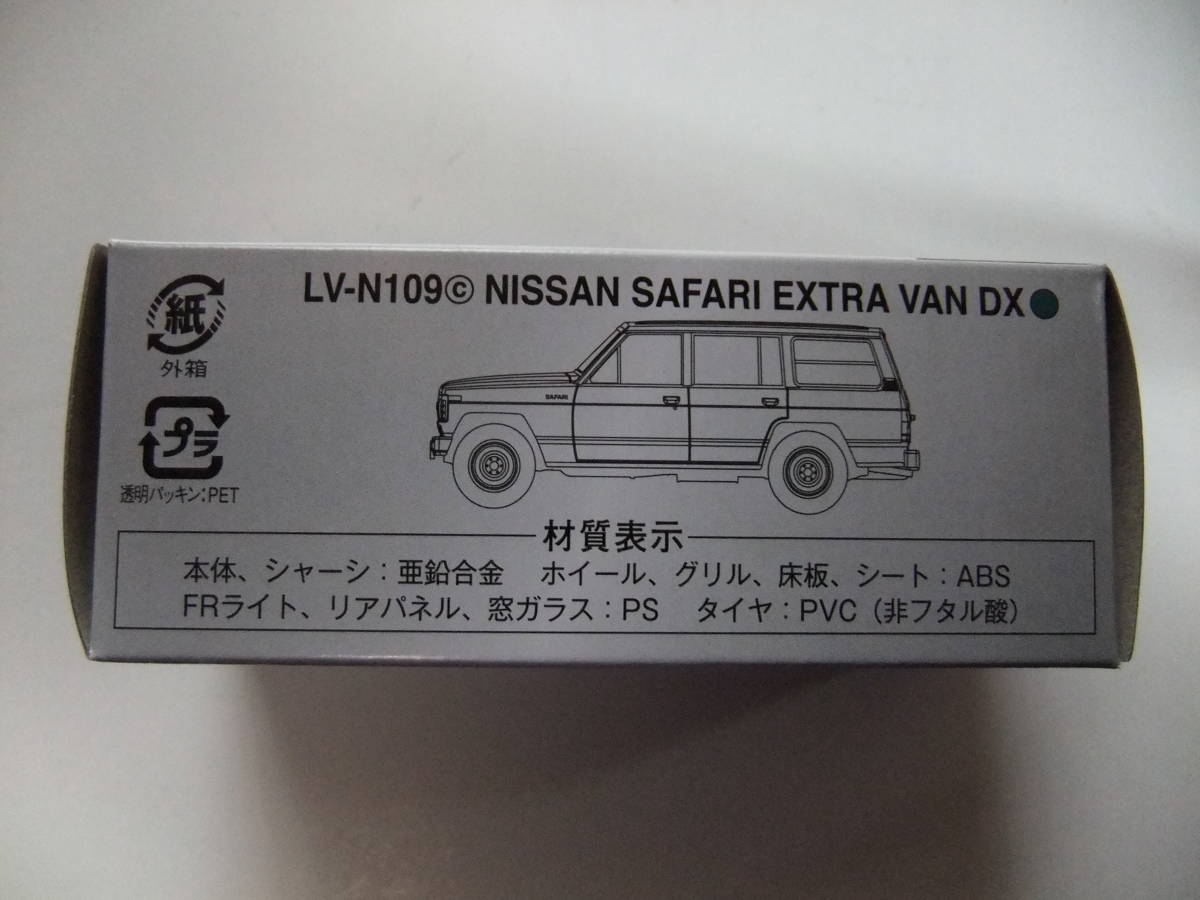 LV-N109ⓒ NISSAN SAFARI EXTRA VAN DX●
紙
外箱
プラ
透明パッキン:PET
SAFARI
材質表示
本体、シャーシ:亜鉛合金 ホイール、グリル、床板、シート:ABS
FRライト、リアパネル、窓ガラス:PS タイヤ:PVC(非フタル酸)